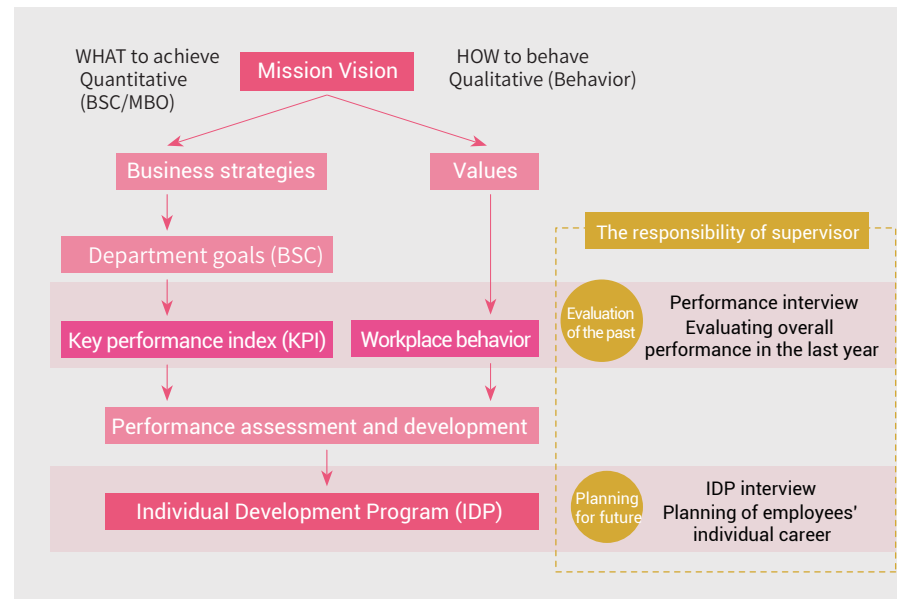 WHAT to achieve
Quantitative
(BSC/MBO)
Mission Vision
HOW to behave
Qualitative (Behavior)
Business strategies
Values
Department goals (BSC)
The responsibility of supervisor
Key performance index (KPI)
Workplace behavior
Evaluation
of the past
Performance interview
Evaluating overall
performance in the last year
Performance assessment and development
Individual Development Program (IDP)
Planning
for future
IDP interview
Planning of employees'
individual career